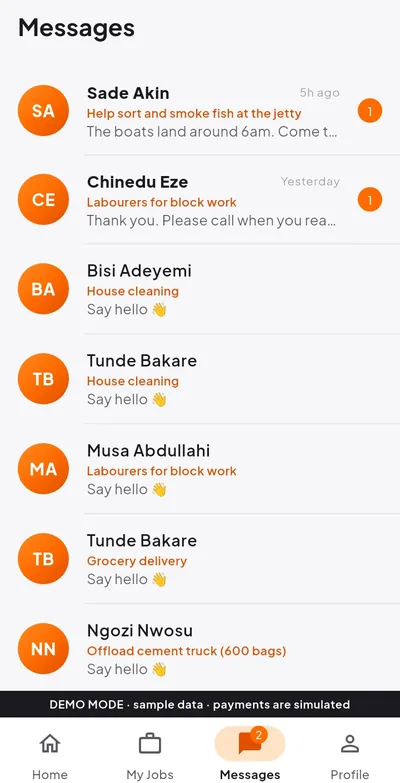 Messages
SA
Sade Akin
5h ago
Help sort and smoke fish at the jetty
1
The boats land around 6am. Come t...
CE
Chinedu Eze
Yesterday
Labourers for block work
1
Thank you. Please call when you rea...
BA
Bisi Adeyemi
House cleaning
Say hello 👋
TB
Tunde Bakare
House cleaning
Say hello 👋
MA
Musa Abdullahi
Labourers for block work
Say hello 👋
TB
Tunde Bakare
Grocery delivery
Say hello 👋
NN
Ngozi Nwosu
Offload cement truck (600 bags)
Say hello 👋
DEMO MODE · sample data · payments are simulated
2
Home
My Jobs
Messages
Profile